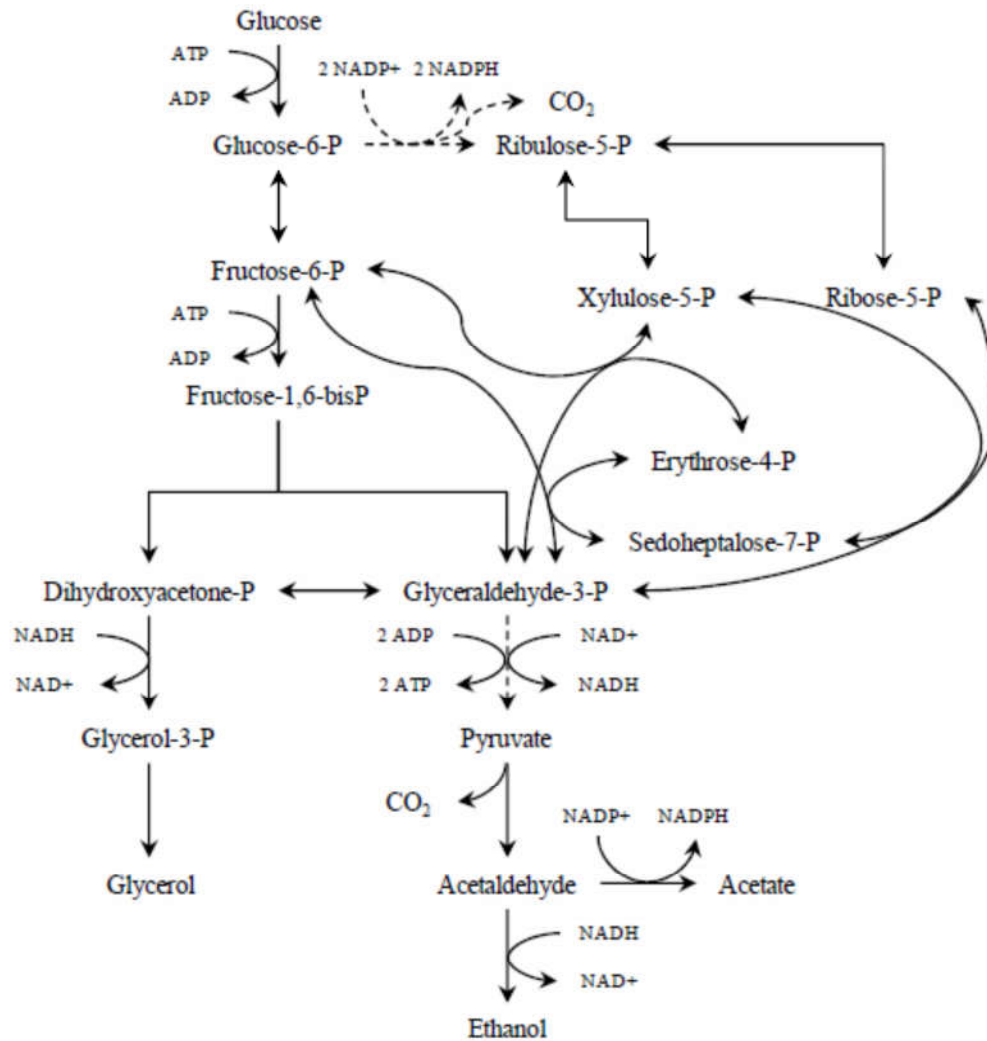 Glucose
ATP
ADP
2 NADP+ 2 NADPH
CO₂
Glucose-6-P
Ribulose-5-P
Fructose-6-P
Xylulose-5-P
Ribose-5-P
ATP
ADP
Fructose-1,6-bisP
Erythrose-4-P
Sedoheptalose-7-P
Dihydroxyacetone-P
Glyceraldehyde-3-P
NADH
NAD+
2 ADP
2 ATP
NAD+
NADH
Glycerol-3-P
Pyruvate
CO₂
NADP+
NADPH
Glycerol
Acetaldehyde
Acetate
NADH
NAD+
Ethanol